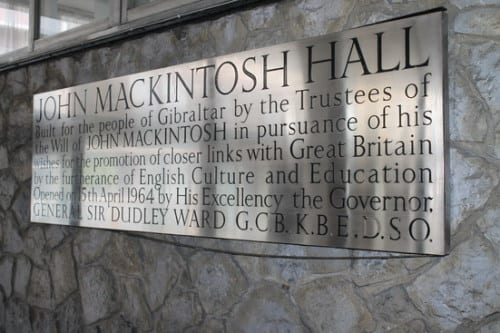 JOHN MACKINTOSH HALL
Built for the people of Gibraltar by the Trustees of
the Will of JOHN MACKINTOSH in pursuance of his
wishes for the promotion of closer links with Great Britain
by the furtherance of English Culture and Education
Opened on 15th April 1964 by His Excellency the Governor,
GENERAL SIR DUDLEY WARD G.C.B. K.B.E. D.S.O.